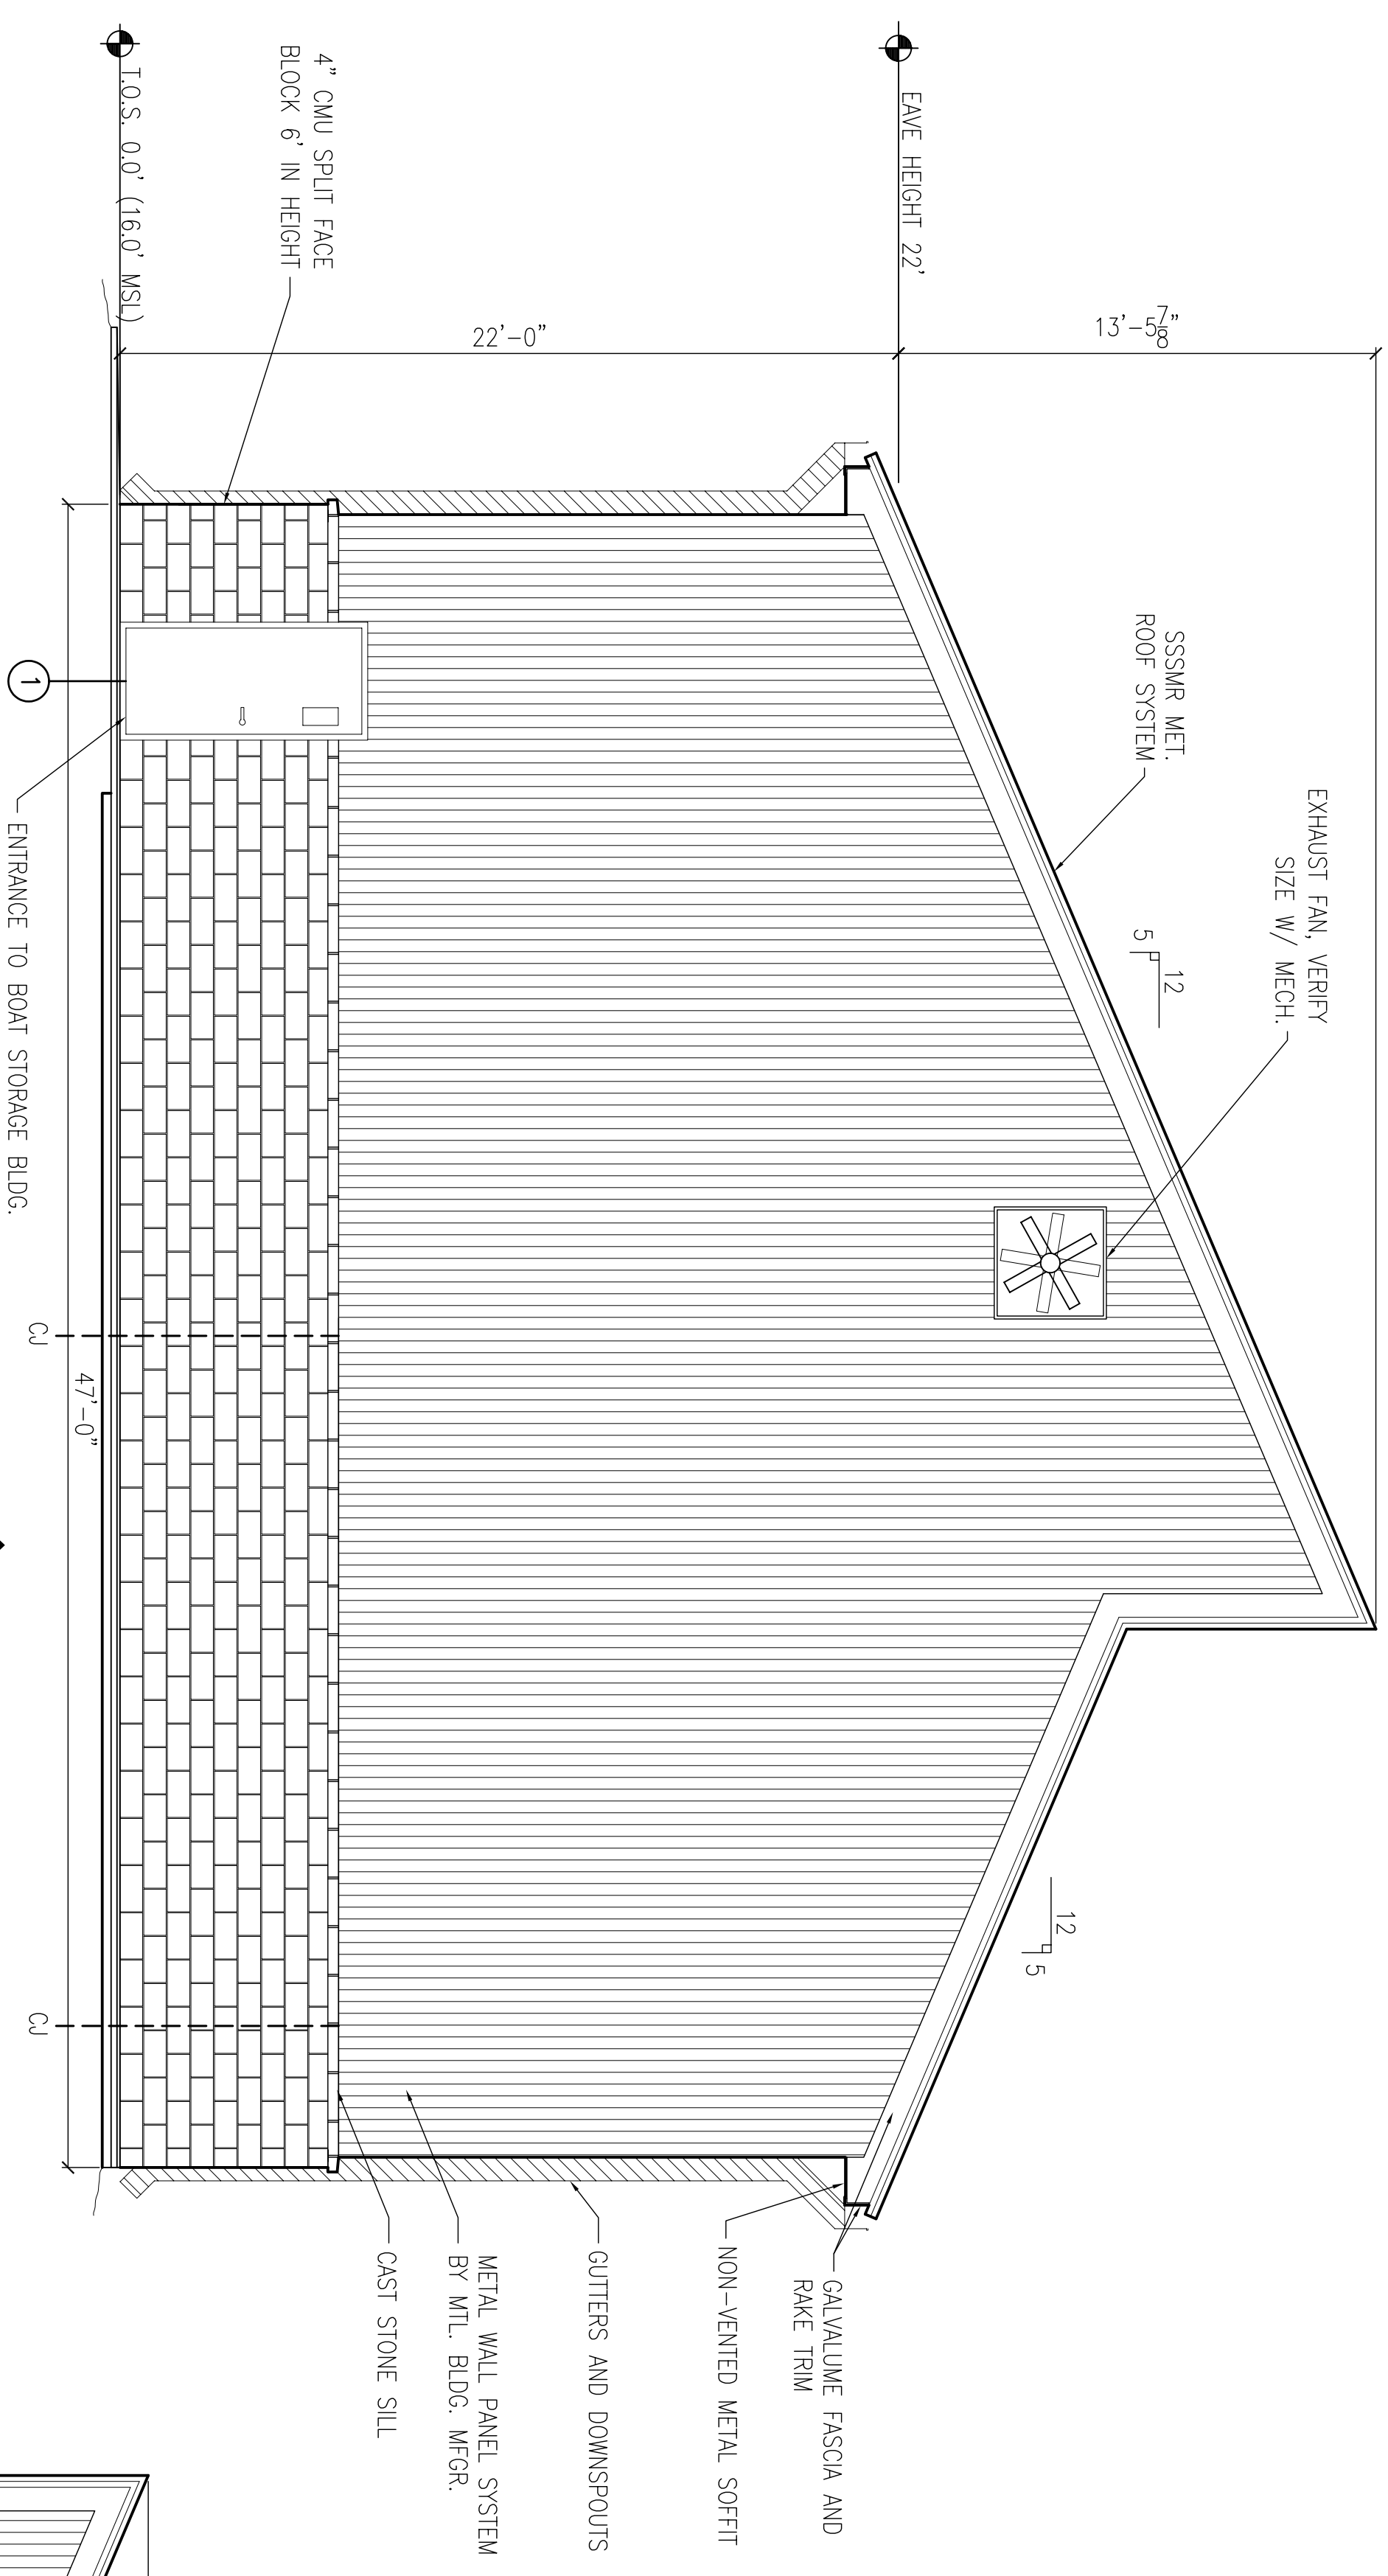 EXHAUST FAN, VERIFY
SIZE W/ MECH.
SSSMR MET.
ROOF SYSTEM
12
5
12
5
13'-5 7/8"
EAVE HEIGHT 22'
22'-0"
4" CMU SPLIT FACE
BLOCK 6' IN HEIGHT
T.O.S. 0.0' (16.0' MSL)
GALVALUME FASCIA AND
RAKE TRIM
NON-VENTED METAL SOFFIT
GUTTERS AND DOWNSPOUTS
METAL WALL PANEL SYSTEM
BY MTL. BLDG. MFGR.
CAST STONE SILL
47'-0"
CJ
CJ
1
ENTRANCE TO BOAT STORAGE BLDG.